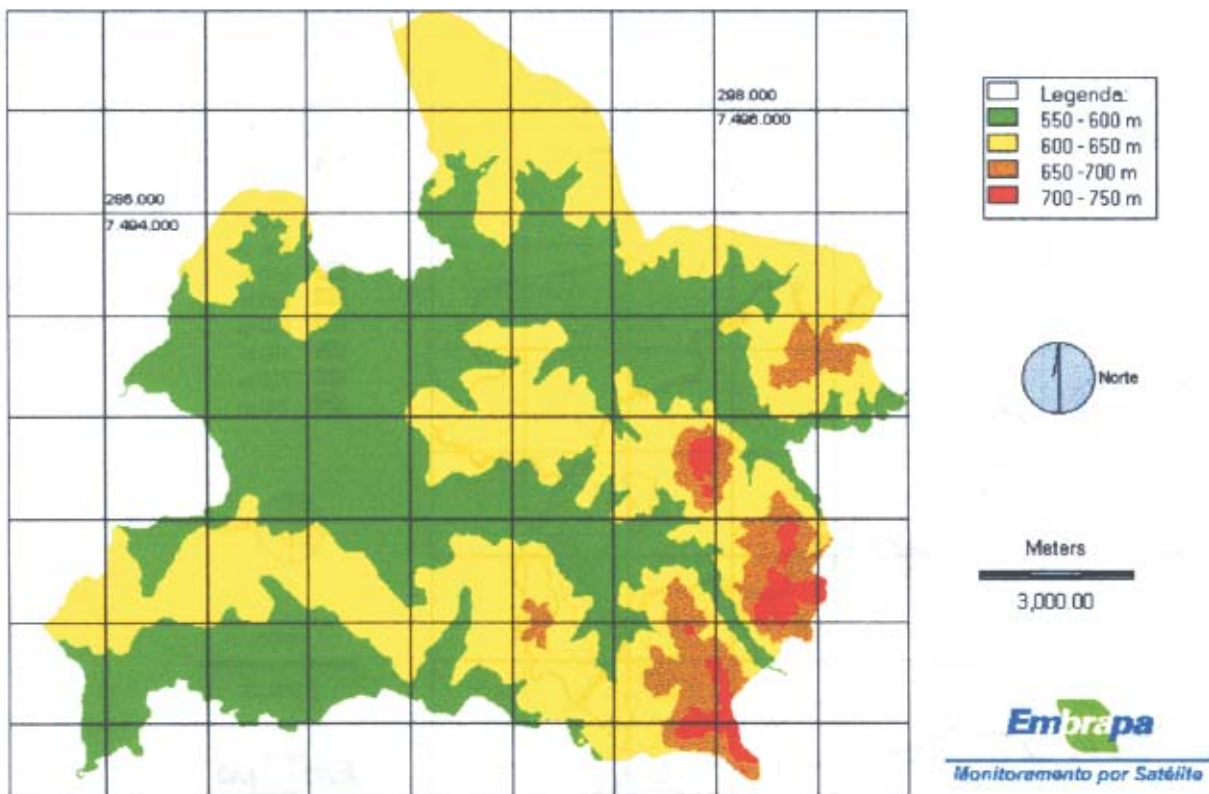 298.000
7.496.000
286.000
7.494.000
Legenda:
550 - 600 m
600 - 650 m
650 -700 m
700 - 750 m
Norte
Meters
3,000.00
Embrapa
Monitoramento por Satélite